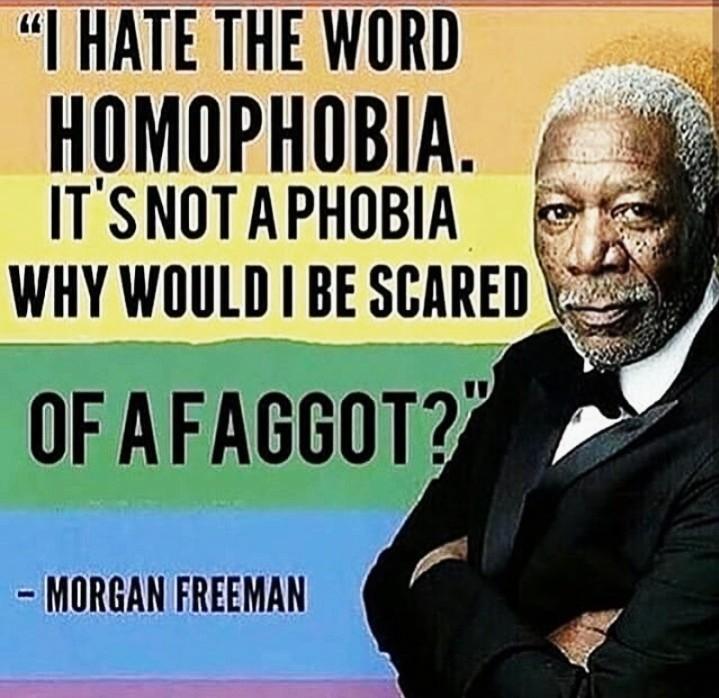 “I HATE THE WORD
HOMOPHOBIA.
IT'S NOT A PHOBIA
WHY WOULD I BE SCARED
OF A FAGGOT?"
- MORGAN FREEMAN